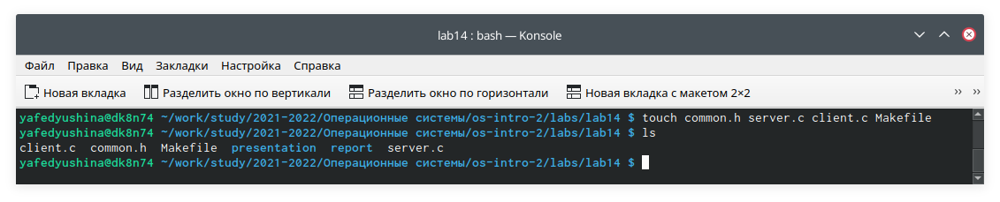 lab14 : bash — Konsole
Файл Правка Вид Закладки Настройка Справка
Новая вкладка Разделить окно по вертикали Разделить окно по горизонтали Новая вкладка с макетом 2×2 ›› ››
yafedyushina@dk8n74 ~/work/study/2021-2022/Операционные системы/os-intro-2/labs/lab14 $ touch common.h server.c client.c Makefile
yafedyushina@dk8n74 ~/work/study/2021-2022/Операционные системы/os-intro-2/labs/lab14 $ ls
client.c common.h Makefile presentation report server.c
yafedyushina@dk8n74 ~/work/study/2021-2022/Операционные системы/os-intro-2/labs/lab14 $